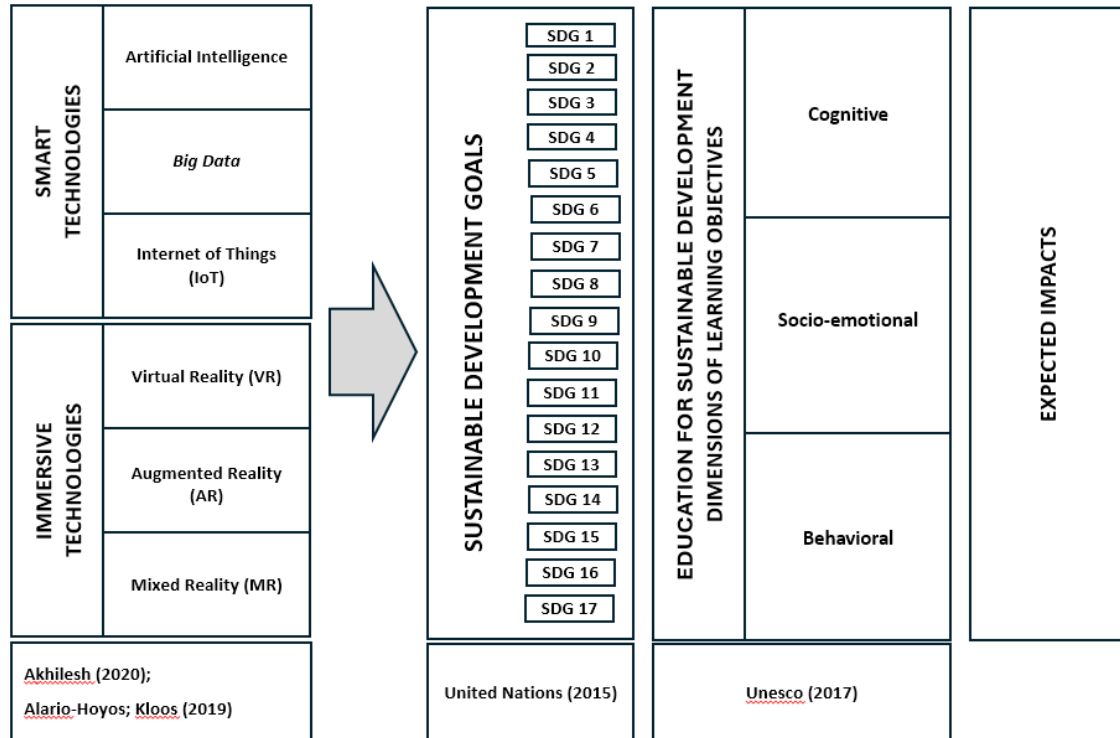 SMART
TECHNOLOGIES
Artificial Intelligence
Big Data
Internet of Things
(IoT)
IMMERSIVE
TECHNOLOGIES
Virtual Reality (VR)
Augmented Reality
(AR)
Mixed Reality (MR)
Akhilesh (2020);
Alario-Hoyos; Kloos (2019)
SUSTAINABLE DEVELOPMENT GOALS
SDG 1
SDG 2
SDG 3
SDG 4
SDG 5
SDG 6
SDG 7
SDG 8
SDG 9
SDG 10
SDG 11
SDG 12
SDG 13
SDG 14
SDG 15
SDG 16
SDG 17
United Nations (2015)
EDUCATION FOR SUSTAINABLE DEVELOPMENT
DIMENSIONS OF LEARNING OBJECTIVES
Cognitive
Socio-emotional
Behavioral
Unesco (2017)
EXPECTED IMPACTS